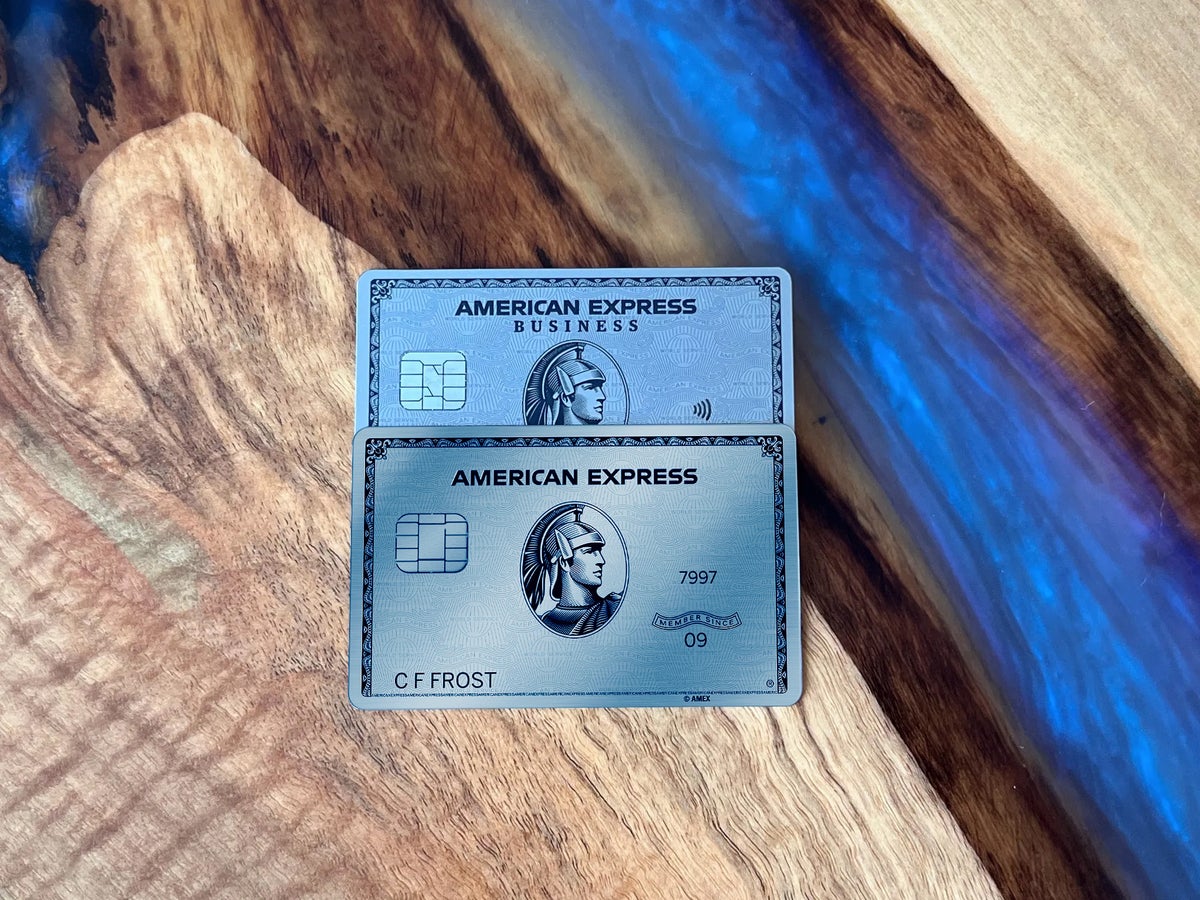 AMERICAN EXPRESS
BUSINESS
AMERICAN EXPRESS
7997
MEMBER SINCE
09
C F FROST
®
© AMEX